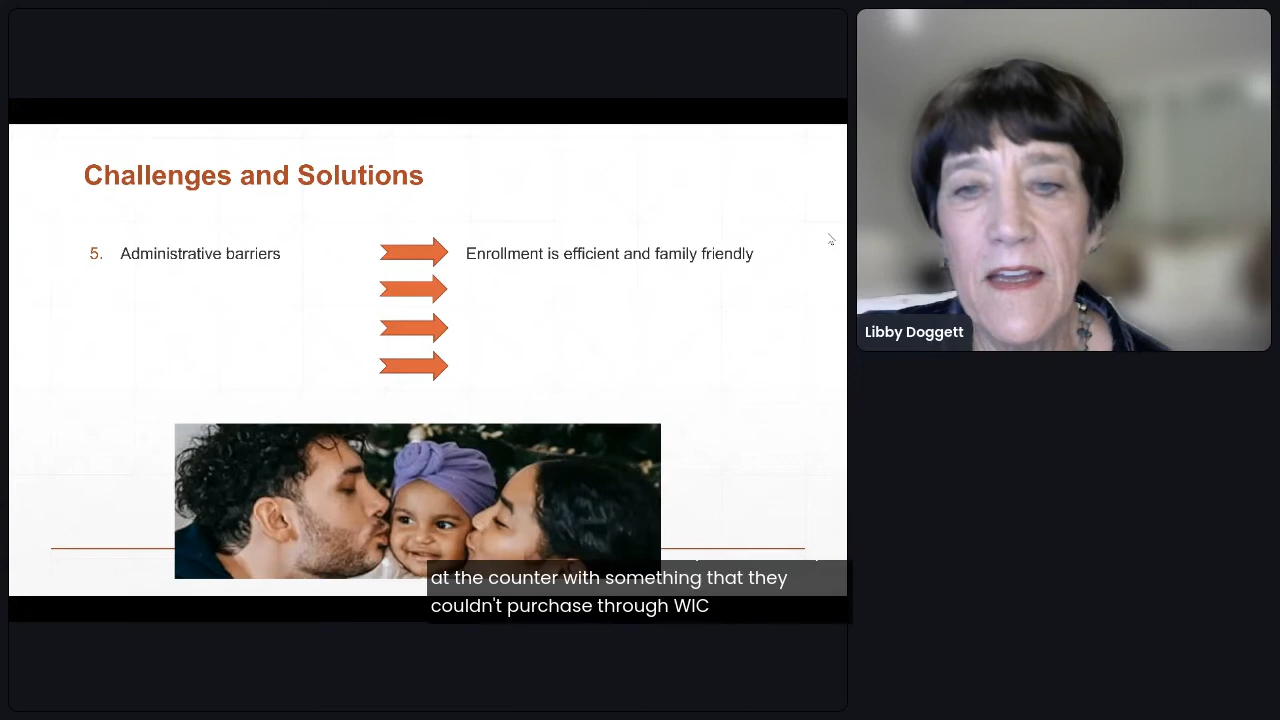 Challenges and Solutions
5. Administrative barriers
Enrollment is efficient and family friendly
at the counter with something that they
couldn't purchase through WIC
Libby Doggett